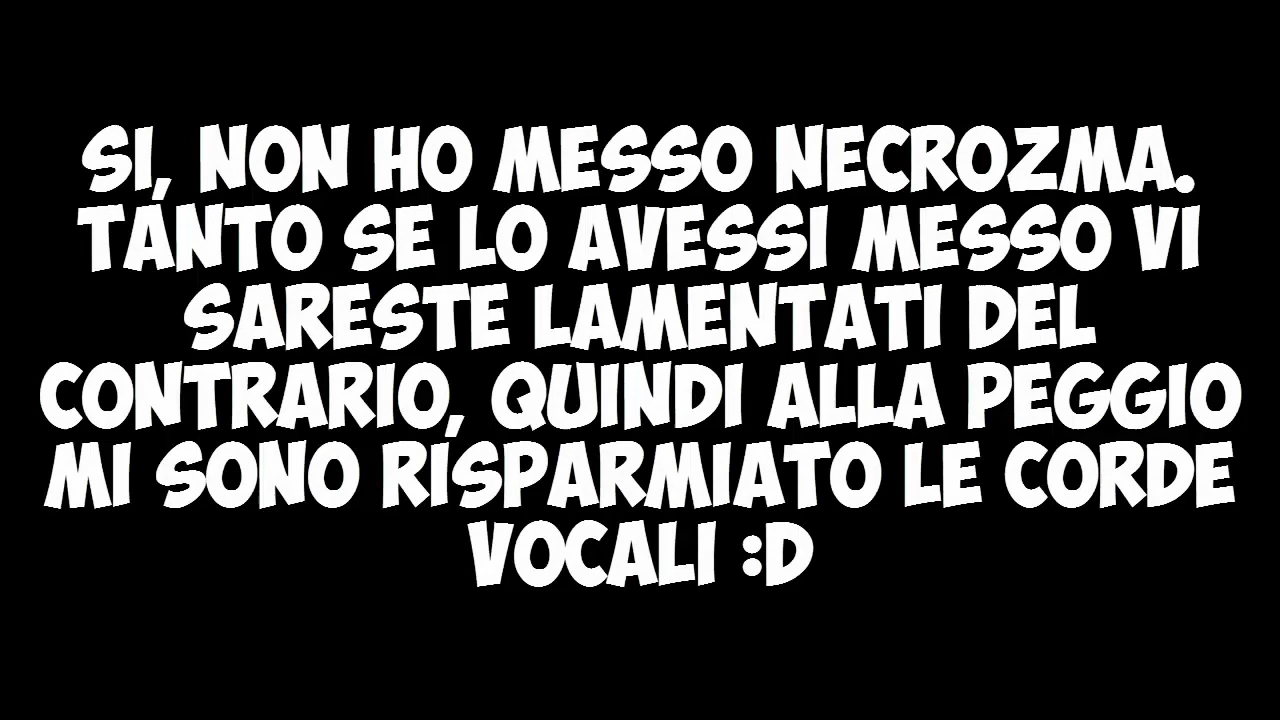 SI, NON HO MESSO NECROZMA.
TANTO SE LO AVESSI MESSO VI
SARESTE LAMENTATI DEL
CONTRARIO, QUINDI ALLA PEGGIO
MI SONO RISPARMIATO LE CORDE
VOCALI :D